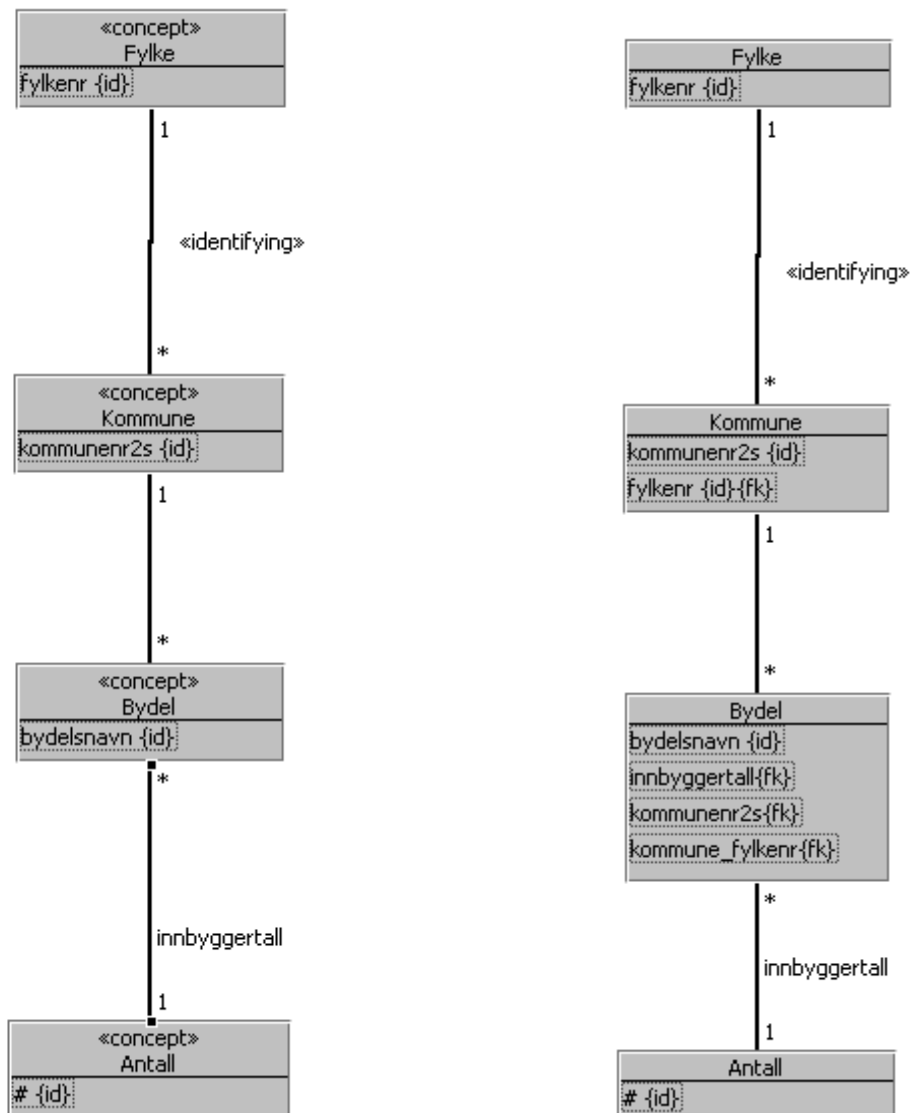 «concept»
Fylke
fylkenr {id}
1
«identifying»
*
«concept»
Kommune
kommunenr2s {id}
1
*
«concept»
Bydel
bydelsnavn {id}
*
innbyggertall
1
«concept»
Antall
# {id}
Fylke
fylkenr {id}
1
«identifying»
*
Kommune
kommunenr2s {id}
fylkenr {id}{fk}
1
*
Bydel
bydelsnavn {id}
innbyggertall{fk}
kommunenr2s{fk}
kommune_fylkenr{fk}
*
innbyggertall
1
Antall
# {id}